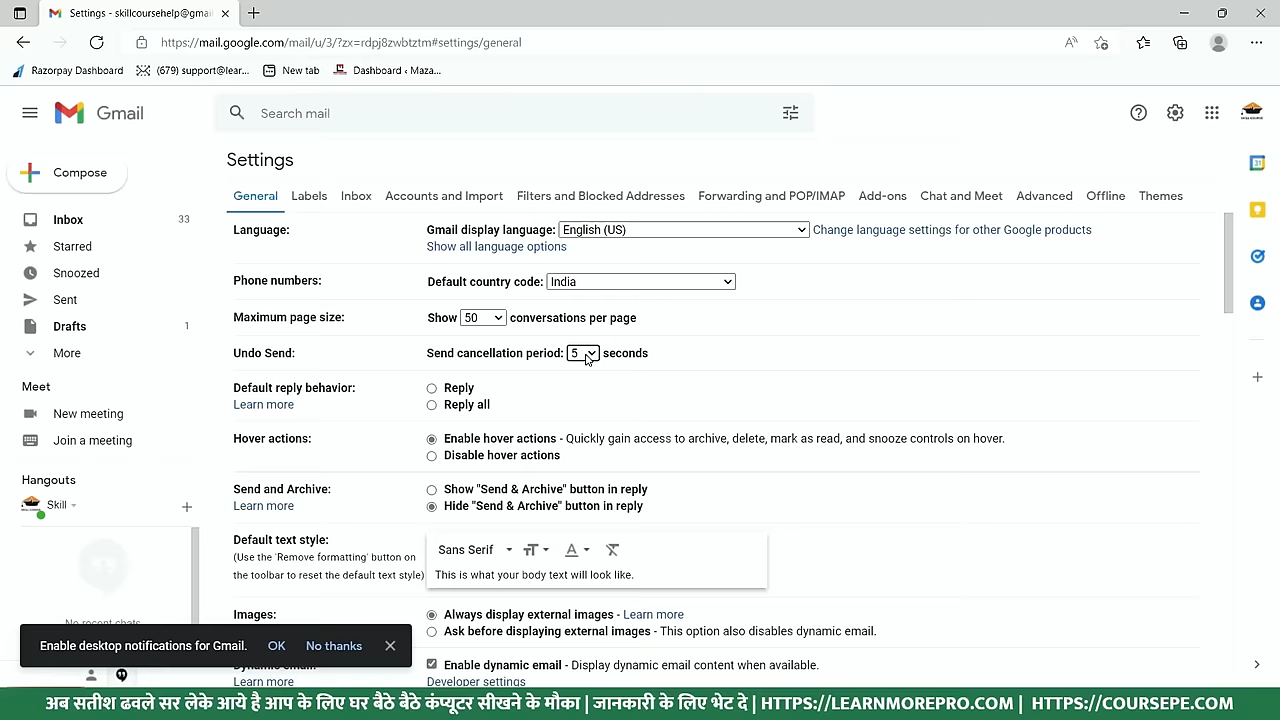 Settings - skillcoursehelp@gmai
https://mail.google.com/mail/u/3/?zx=rdpj8zwbtztm#settings/general
Razorpay Dashboard (679) support@lear... New tab Dashboard ‹ Maza...
Gmail
Search mail
Settings
Compose
General Labels Inbox Accounts and Import Filters and Blocked Addresses Forwarding and POP/IMAP Add-ons Chat and Meet Advanced Offline Themes
Inbox 33
Starred
Snoozed
Sent
Drafts 1
More
Meet
New meeting
Join a meeting
Hangouts
Skill
No recent chats
Language: Gmail display language: English (US) Change language settings for other Google products
Show all language options
Phone numbers: Default country code: India
Maximum page size: Show 50 conversations per page
Undo Send: Send cancellation period: 5 seconds
Default reply behavior: Reply
Learn more Reply all
Hover actions: Enable hover actions - Quickly gain access to archive, delete, mark as read, and snooze controls on hover.
Disable hover actions
Send and Archive: Show "Send & Archive" button in reply
Learn more Hide "Send & Archive" button in reply
Default text style: Sans Serif
(Use the 'Remove formatting' button on
the toolbar to reset the default text style) This is what your body text will look like.
Images: Always display external images - Learn more
Ask before displaying external images - This option also disables dynamic email.
Enable desktop notifications for Gmail. OK No thanks
Dynamic email: Enable dynamic email - Display dynamic email content when available.
Learn more Developer settings
अब सतीश ढवले सर लेके आये है आप के लिए घर बैठे बैठे कंप्यूटर सीखने के मौका | जानकारी के लिए भेट दे | HTTPS://LEARNMOREPRO.COM | HTTPS://COURSEPE.COM